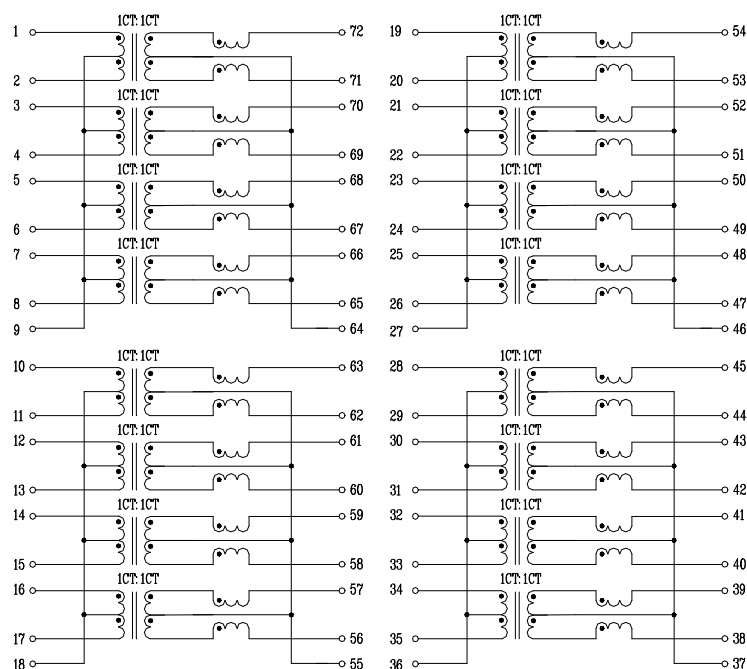 1CT:1CT 1CT:1CT
1 72 19 54
2 71 20 53
1CT:1CT 1CT:1CT
3 70 21 52
4 69 22 51
1CT:1CT 1CT:1CT
5 68 23 50
6 67 24 49
1CT:1CT 1CT:1CT
7 66 25 48
8 65 26 47
9 64 27 46
1CT:1CT 1CT:1CT
10 63 28 45
11 62 29 44
1CT:1CT 1CT:1CT
12 61 30 43
13 60 31 42
1CT:1CT 1CT:1CT
14 59 32 41
15 58 33 40
1CT:1CT 1CT:1CT
16 57 34 39
17 56 35 38
18 55 36 37